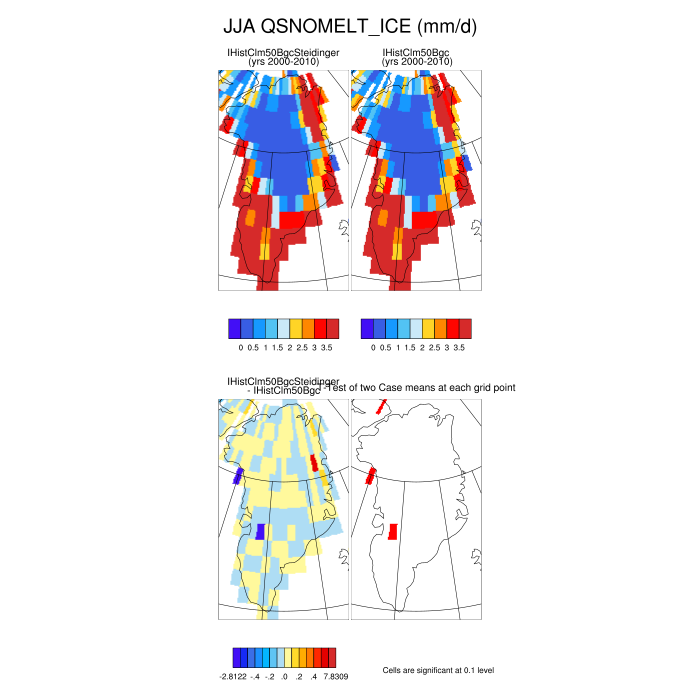 JJA QSNOMELT_ICE (mm/d)
IHistClm50BgcSteidinger
(yrs 2000-2010)
IHistClm50Bgc
(yrs 2000-2010)
0 0.5 1 1.5 2 2.5 3 3.5
0 0.5 1 1.5 2 2.5 3 3.5
IHistClm50BgcSteidinger
- IHistClm50Bgc
T-Test of two Case means at each grid point
-2.8122 -.4 -.2 .0 .2 .4 7.8309
Cells are significant at 0.1 level